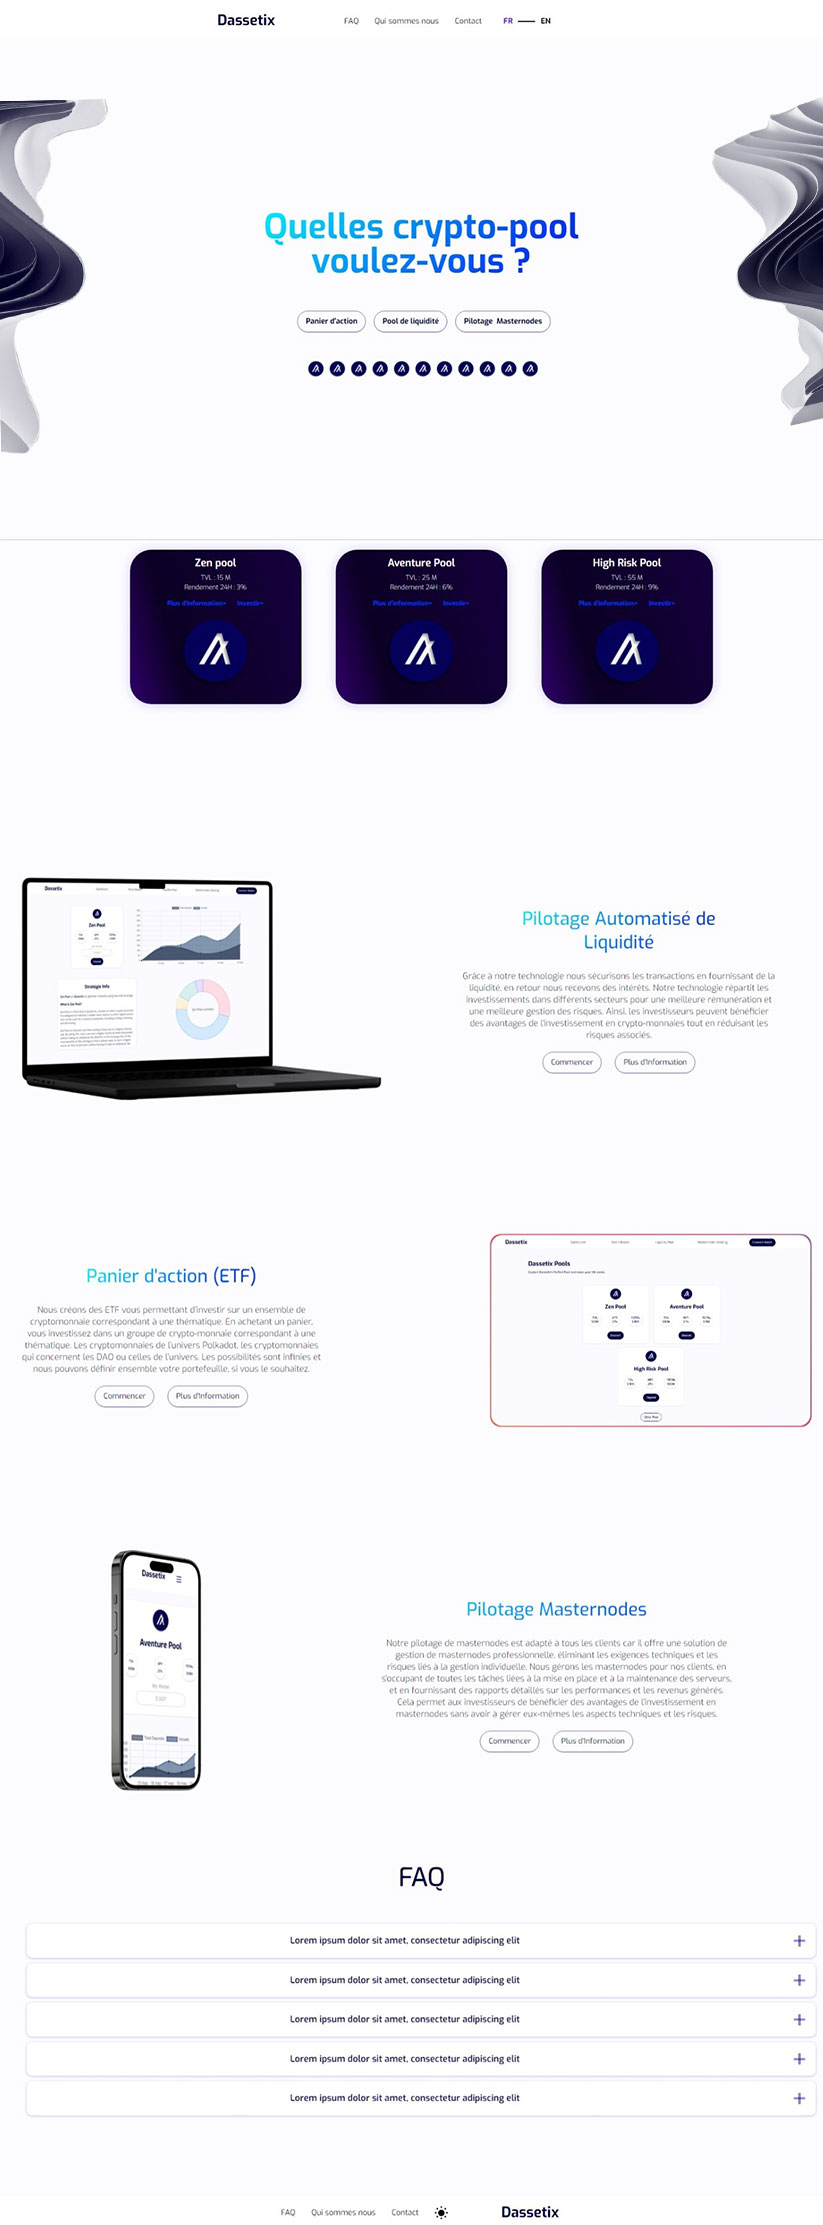 Dassetix
FAQ
Qui sommes nous
Contact
FR
EN
Quelles crypto-pool
voulez-vous ?
Panier d'action
Pool de liquidité
Pilotage Masternodes
Zen pool
TVL : 15 M
Rendement 24H : 3%
Plus d'information+
Investir+
Aventure Pool
TVL : 25 M
Rendement 24H : 6%
Plus d'information+
Investir+
High Risk Pool
TVL : 55 M
Rendement 24H : 9%
Plus d'information+
Investir+
Dassetix
Zen Pool
Strategie Info
Pilotage Automatisé de
Liquidité
Grâce à notre technologie nous sécurisons les transactions en fournissant de la
liquidité, en retour nous recevons des intérêts. Notre technologie répartit les
investissements dans différents secteurs pour une meilleure rémunération et
une meilleure gestion des risques. Ainsi, les investisseurs peuvent bénéficier
des avantages de l'investissement en crypto-monnaies tout en réduisant les
risques associés.
Commencer
Plus d'Information
Panier d'action (ETF)
Nous créons des ETF vous permettant d'investir sur un ensemble de
cryptomonnaie correspondant à une thématique. En achetant un panier,
vous investissez dans un groupe de crypto-monnaie correspondant à une
thématique. Les cryptomonnaies de l'univers Polkadot, les cryptomonnaies
qui concernent les DAO ou celles de l'univers. Les possibilités sont infinies et
nous pouvons définir ensemble votre portefeuille, si vous le souhaitez.
Commencer
Plus d'Information
Dassetix
Dassetix Pools
Zen Pool
Aventure Pool
High Risk Pool
Dassetix
Aventure Pool
Pilotage Masternodes
Notre pilotage de masternodes est adapté à tous les clients car il offre une solution de
gestion de masternodes professionnelle, éliminant les exigences techniques et les
risques liés à la gestion individuelle. Nous gérons les masternodes pour nos clients, en
s'occupant de toutes les tâches liées à la mise en place et à la maintenance des serveurs,
et en fournissant des rapports détaillés sur les performances et les revenus générés.
Cela permet aux investisseurs de bénéficier des avantages de l'investissement en
masternodes sans avoir à gérer eux-mêmes les aspects techniques et les risques.
Commencer
Plus d'Information
FAQ
Lorem ipsum dolor sit amet, consectetur adipiscing elit
Lorem ipsum dolor sit amet, consectetur adipiscing elit
Lorem ipsum dolor sit amet, consectetur adipiscing elit
Lorem ipsum dolor sit amet, consectetur adipiscing elit
Lorem ipsum dolor sit amet, consectetur adipiscing elit
FAQ
Qui sommes nous
Contact
Dassetix